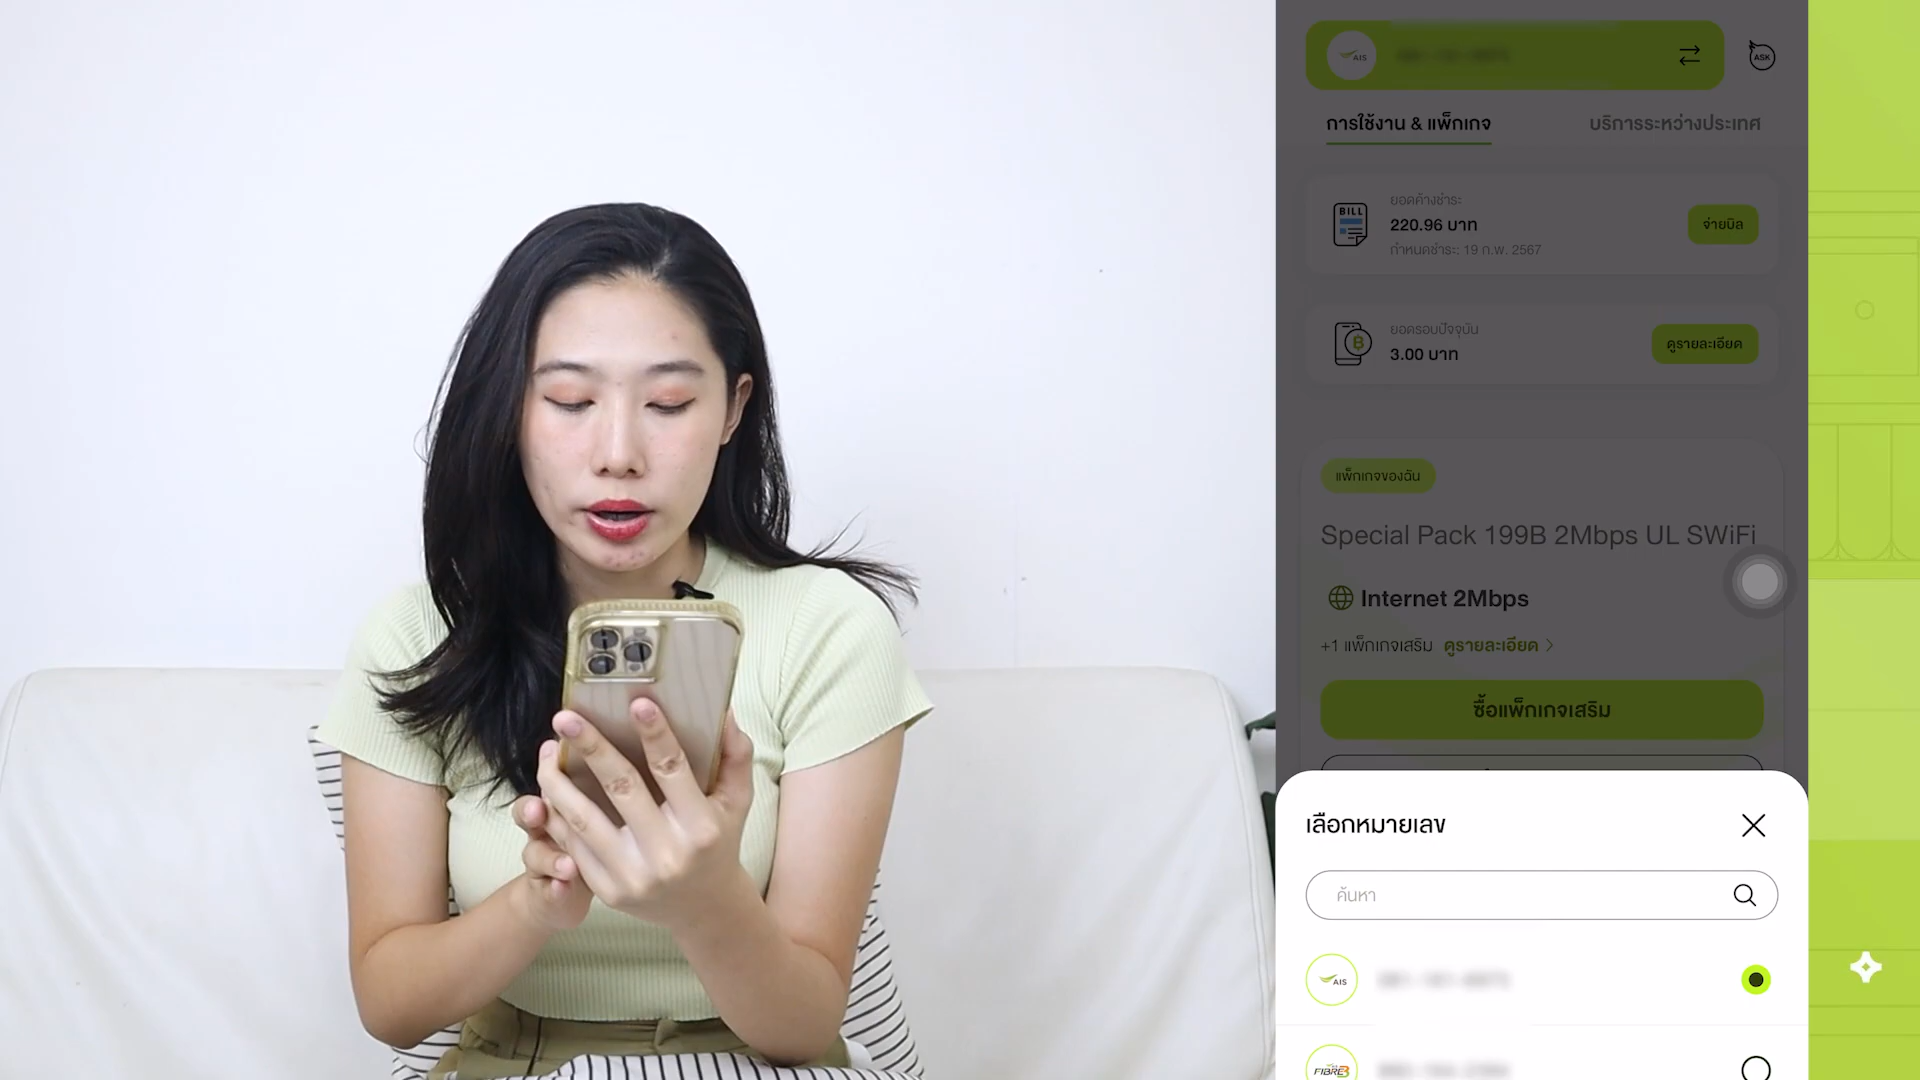 AIS
ASK
การใช้งาน & แพ็กเกจ
บริการระหว่างประเทศ
BILL
ยอดค้างชำระ
220.96 บาท
กำหนดชำระ: 19 ก.พ. 2567
จ่ายบิล
ยอดรอบปัจจุบัน
3.00 บาท
ดูรายละเอียด
แพ็กเกจของฉัน
Special Pack 199B 2Mbps UL SWiFi
Internet 2Mbps
+1 แพ็กเกจเสริม ดูรายละเอียด
ซื้อแพ็กเกจเสริม
เลือกหมายเลข
ค้นหา
AIS
FIBRE3